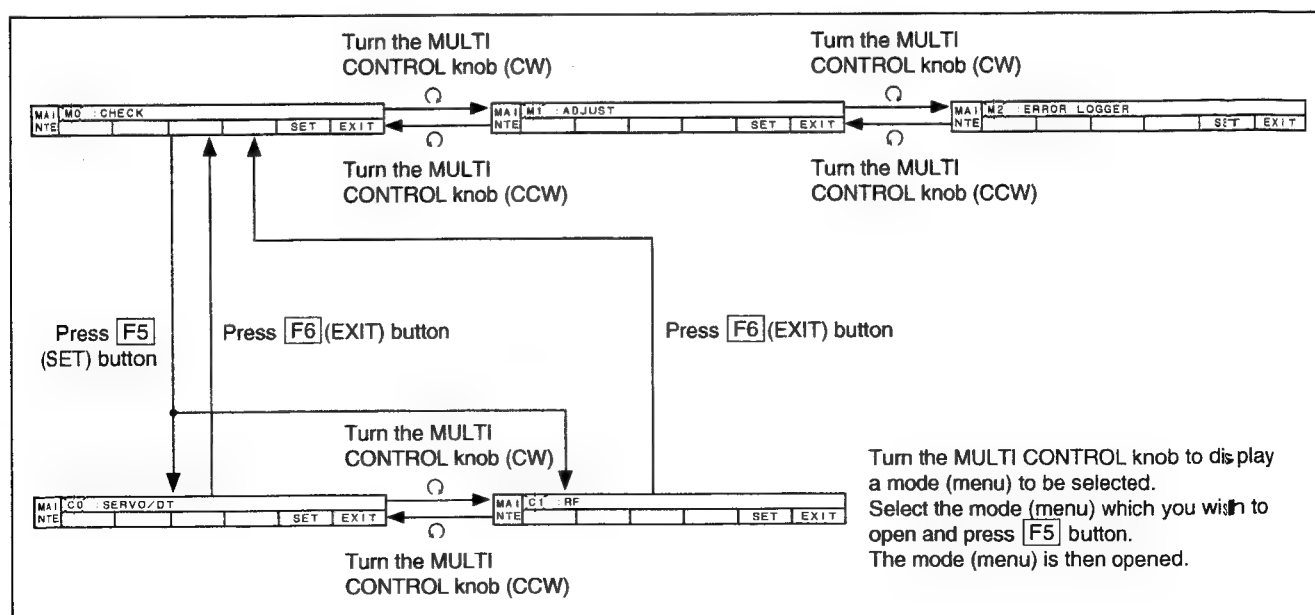 Turn the MULTI
CONTROL knob (CW)
Turn the MULTI
CONTROL knob (CW)
MAI
NTE
M0 :CHECK
SET EXIT
MAI
NTE
M1 :ADJUST
SET EXIT
MAI
NTE
M2 :ERROR LOGGER
SET EXIT
Turn the MULTI
CONTROL knob (CCW)
Turn the MULTI
CONTROL knob (CCW)
Press F5
(SET) button
Press F6 (EXIT) button
Press F6 (EXIT) button
Turn the MULTI
CONTROL knob (CW)
MAI
NTE
C0 :SERVO/DT
SET EXIT
MAI
NTE
C1 :RF
SET EXIT
Turn the MULTI
CONTROL knob (CCW)
Turn the MULTI CONTROL knob to display
a mode (menu) to be selected.
Select the mode (menu) which you wish to
open and press F5 button.
The mode (menu) is then opened.